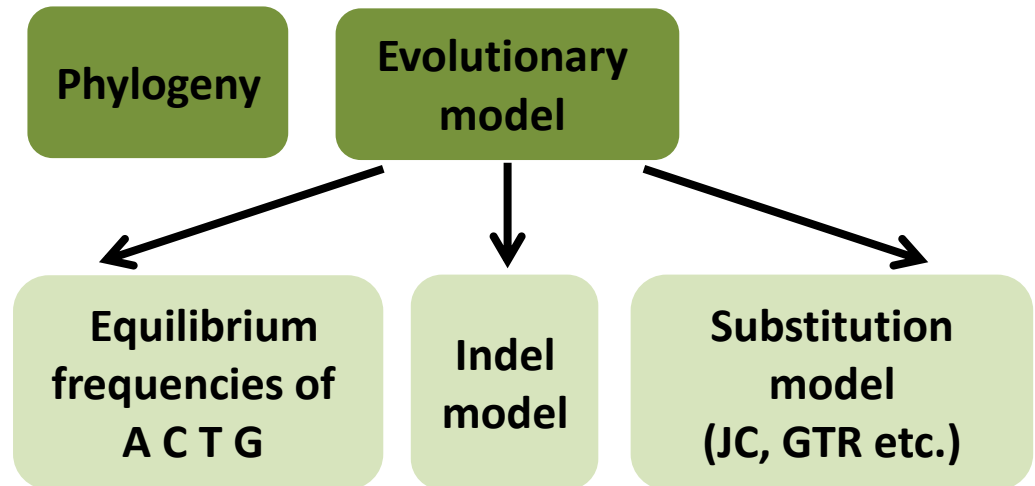 Phylogeny
Evolutionary
model
Equilibrium
frequencies of
A C T G
Indel
model
Substitution
model
(JC, GTR etc.)